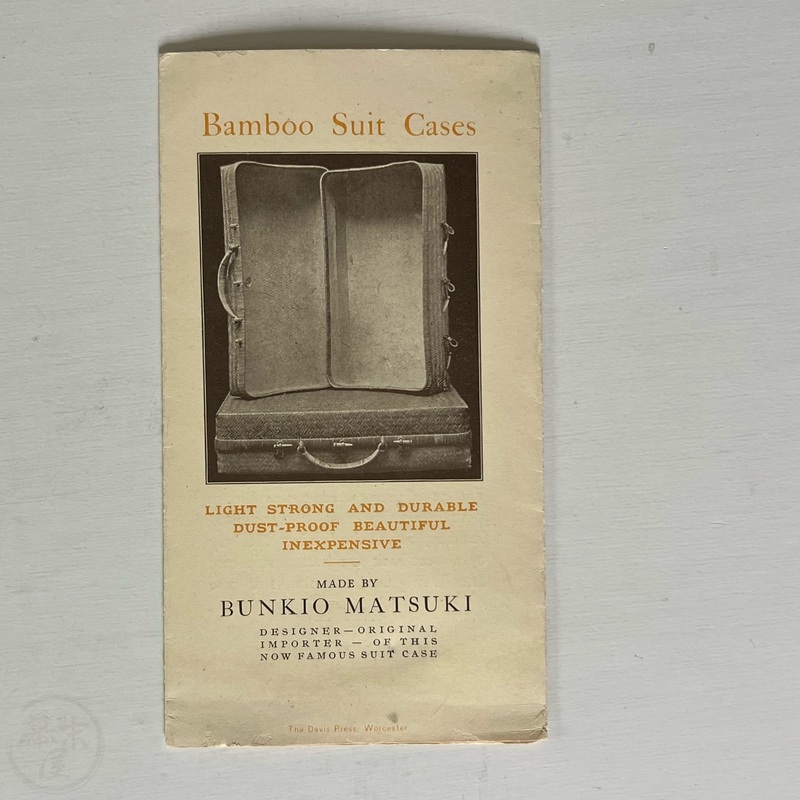 Bamboo Suit Cases
LIGHT STRONG AND DURABLE
DUST-PROOF BEAUTIFUL
INEXPENSIVE
MADE BY
BUNKIO MATSUKI
DESIGNER—ORIGINAL
IMPORTER — OF THIS
NOW FAMOUS SUIT CASE
The Davis Press, Worcester